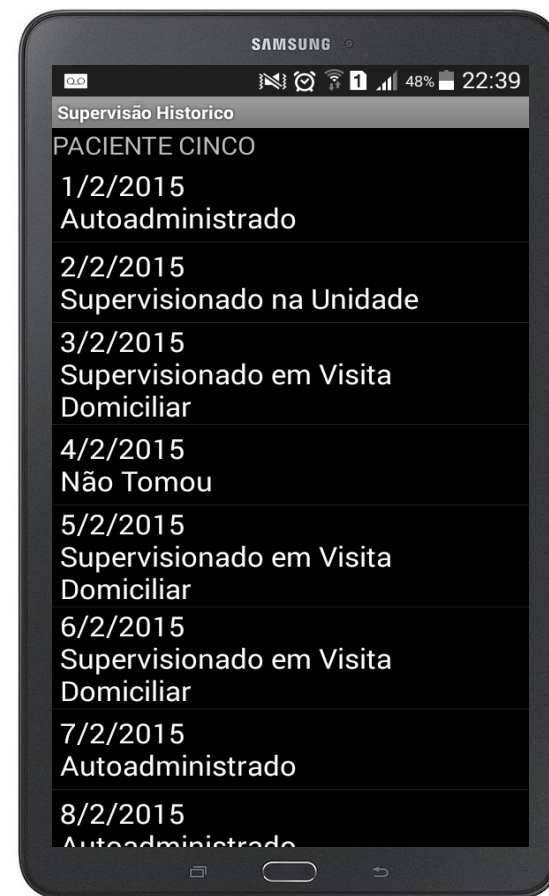 SAMSUNG
1 48% 22:39
Supervisão Historico
PACIENTE CINCO
1/2/2015
Autoadministrado
2/2/2015
Supervisionado na Unidade
3/2/2015
Supervisionado em Visita
Domiciliar
4/2/2015
Não Tomou
5/2/2015
Supervisionado em Visita
Domiciliar
6/2/2015
Supervisionado em Visita
Domiciliar
7/2/2015
Autoadministrado
8/2/2015
Autoadministrado